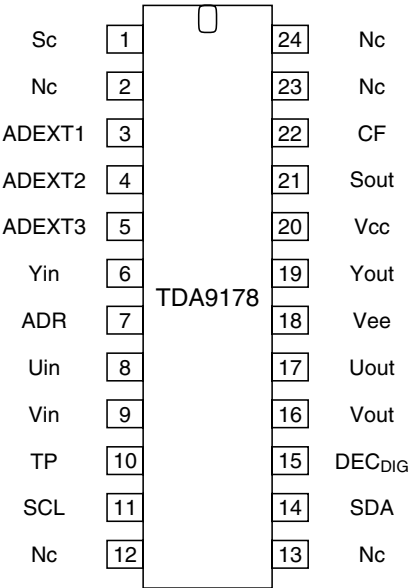 Sc 1 24 Nc
Nc 2 23 Nc
ADEXT1 3 22 CF
ADEXT2 4 21 Sout
ADEXT3 5 20 Vcc
Yin 6 19 Yout
TDA9178
ADR 7 18 Vee
Uin 8 17 Uout
Vin 9 16 Vout
TP 10 15 DECDIG
SCL 11 14 SDA
Nc 12 13 Nc